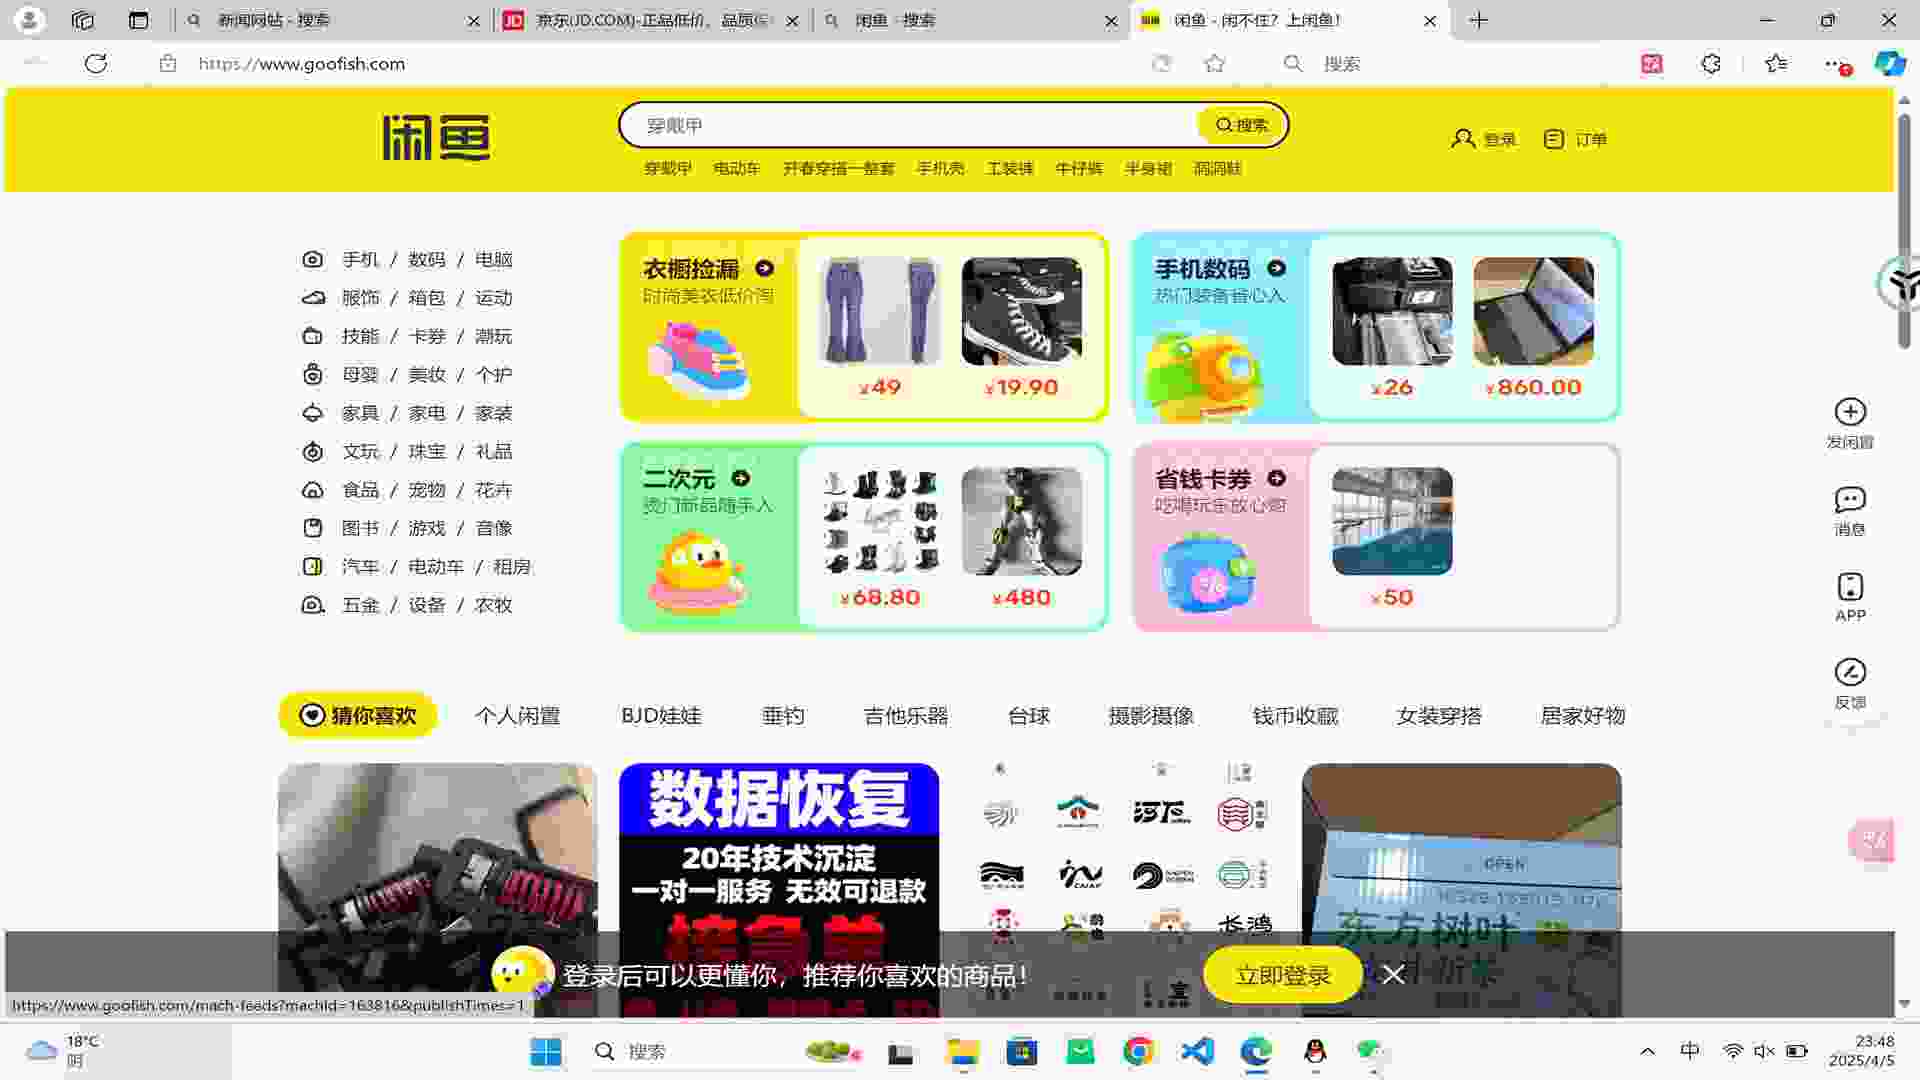 新闻网站 - 搜索
京东(JD.COM)-正品低价、品质保
闲鱼 - 搜索
闲鱼 - 闲不住?上闲鱼!
https://www.goofish.com
搜索
闲鱼
穿戴甲
搜索
登录
订单
穿戴甲 电动车 开春穿搭一整套 手机壳 工装裤 牛仔裤 半身裙 洞洞鞋
手机 / 数码 / 电脑
服饰 / 箱包 / 运动
技能 / 卡券 / 潮玩
母婴 / 美妆 / 个护
家具 / 家电 / 家装
文玩 / 珠宝 / 礼品
食品 / 宠物 / 花卉
图书 / 游戏 / 音像
汽车 / 电动车 / 租房
五金 / 设备 / 农牧
衣橱捡漏
时尚美衣低价淘
¥49
¥19.90
手机数码
热门装备省心入
¥26
¥860.00
二次元
热门新品随手入
¥68.80
¥480
省钱卡券
吃喝玩乐放心购
¥50
发闲置
消息
APP
反馈
猜你喜欢 个人闲置 BJD娃娃 垂钓 吉他乐器 台球 摄影摄像 钱币收藏 女装穿搭 居家好物
数据恢复
20年技术沉淀
一对一服务 无效可退款
接急单
长鸿
OPEN
东方树叶
登录后可以更懂你,推荐你喜欢的商品!
立即登录
https://www.goofish.com/mach-feeds?machId=163816&publishTimes=1
18°C
阴
搜索
中
23:48
2025/4/5